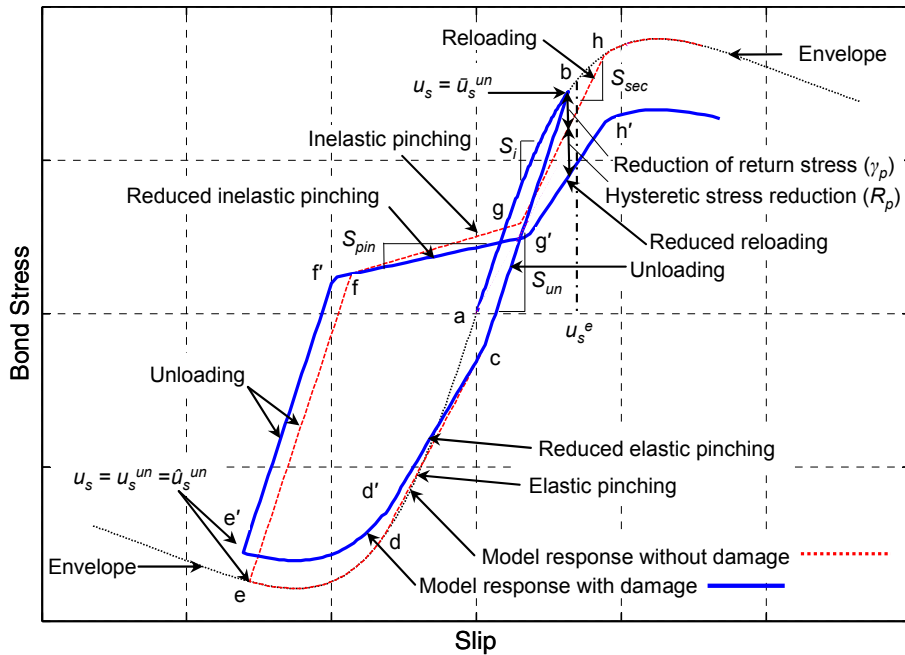 Reloading
h
Envelope
b
S_sec
u_s = ū_s^un
h'
Inelastic pinching
S_i
Reduction of return stress (γ_p)
Reduced inelastic pinching
Hysteretic stress reduction (R_p)
g
S_pin
g'
Reduced reloading
f'
f
S_un
Unloading
a
u_s^e
c
Bond Stress
Unloading
Reduced elastic pinching
u_s = u_s^un = û_s^un
Elastic pinching
d'
e'
d
Model response without damage
Envelope
Model response with damage
e
Slip